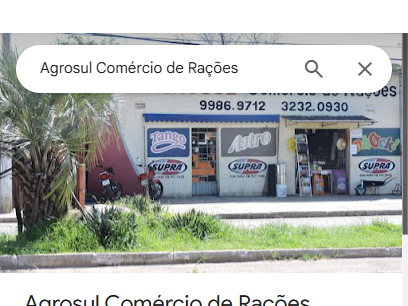 Agrosul Comércio de Rações
Comércio de Rações
9986.9712 3232.0930
Tango Astro
SUPRA SUPRA SUPRA
Agrosul Comércio de Rações